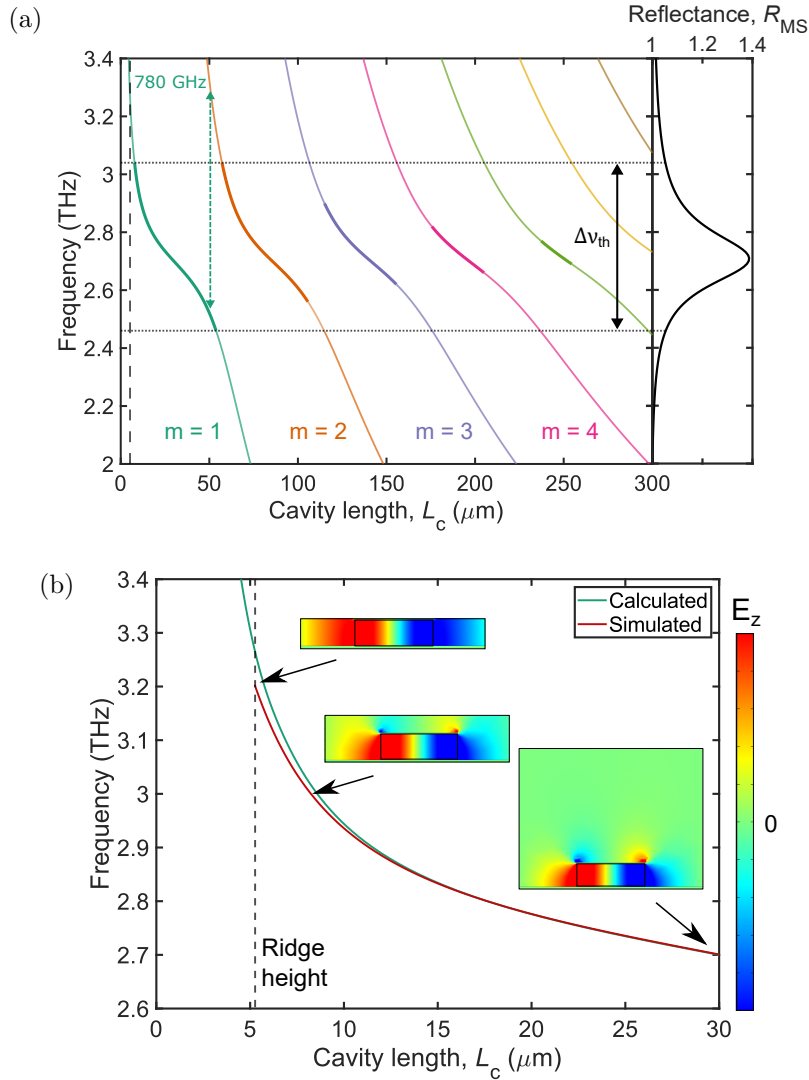 (a)
Reflectance, R_MS
1 1.2 1.4
780 GHz
3.4
3.2
3
2.8
2.6
2.4
2.2
2
Frequency (THz)
Δν_th
m = 1 m = 2 m = 3 m = 4
0 50 100 150 200 250 300
Cavity length, L_c (μm)
(b)
3.4
3.3
3.2
3.1
3
2.9
2.8
2.7
2.6
Frequency (THz)
Calculated
Simulated
E_z
0
Ridge
height
0 5 10 15 20 25 30
Cavity length, L_c (μm)